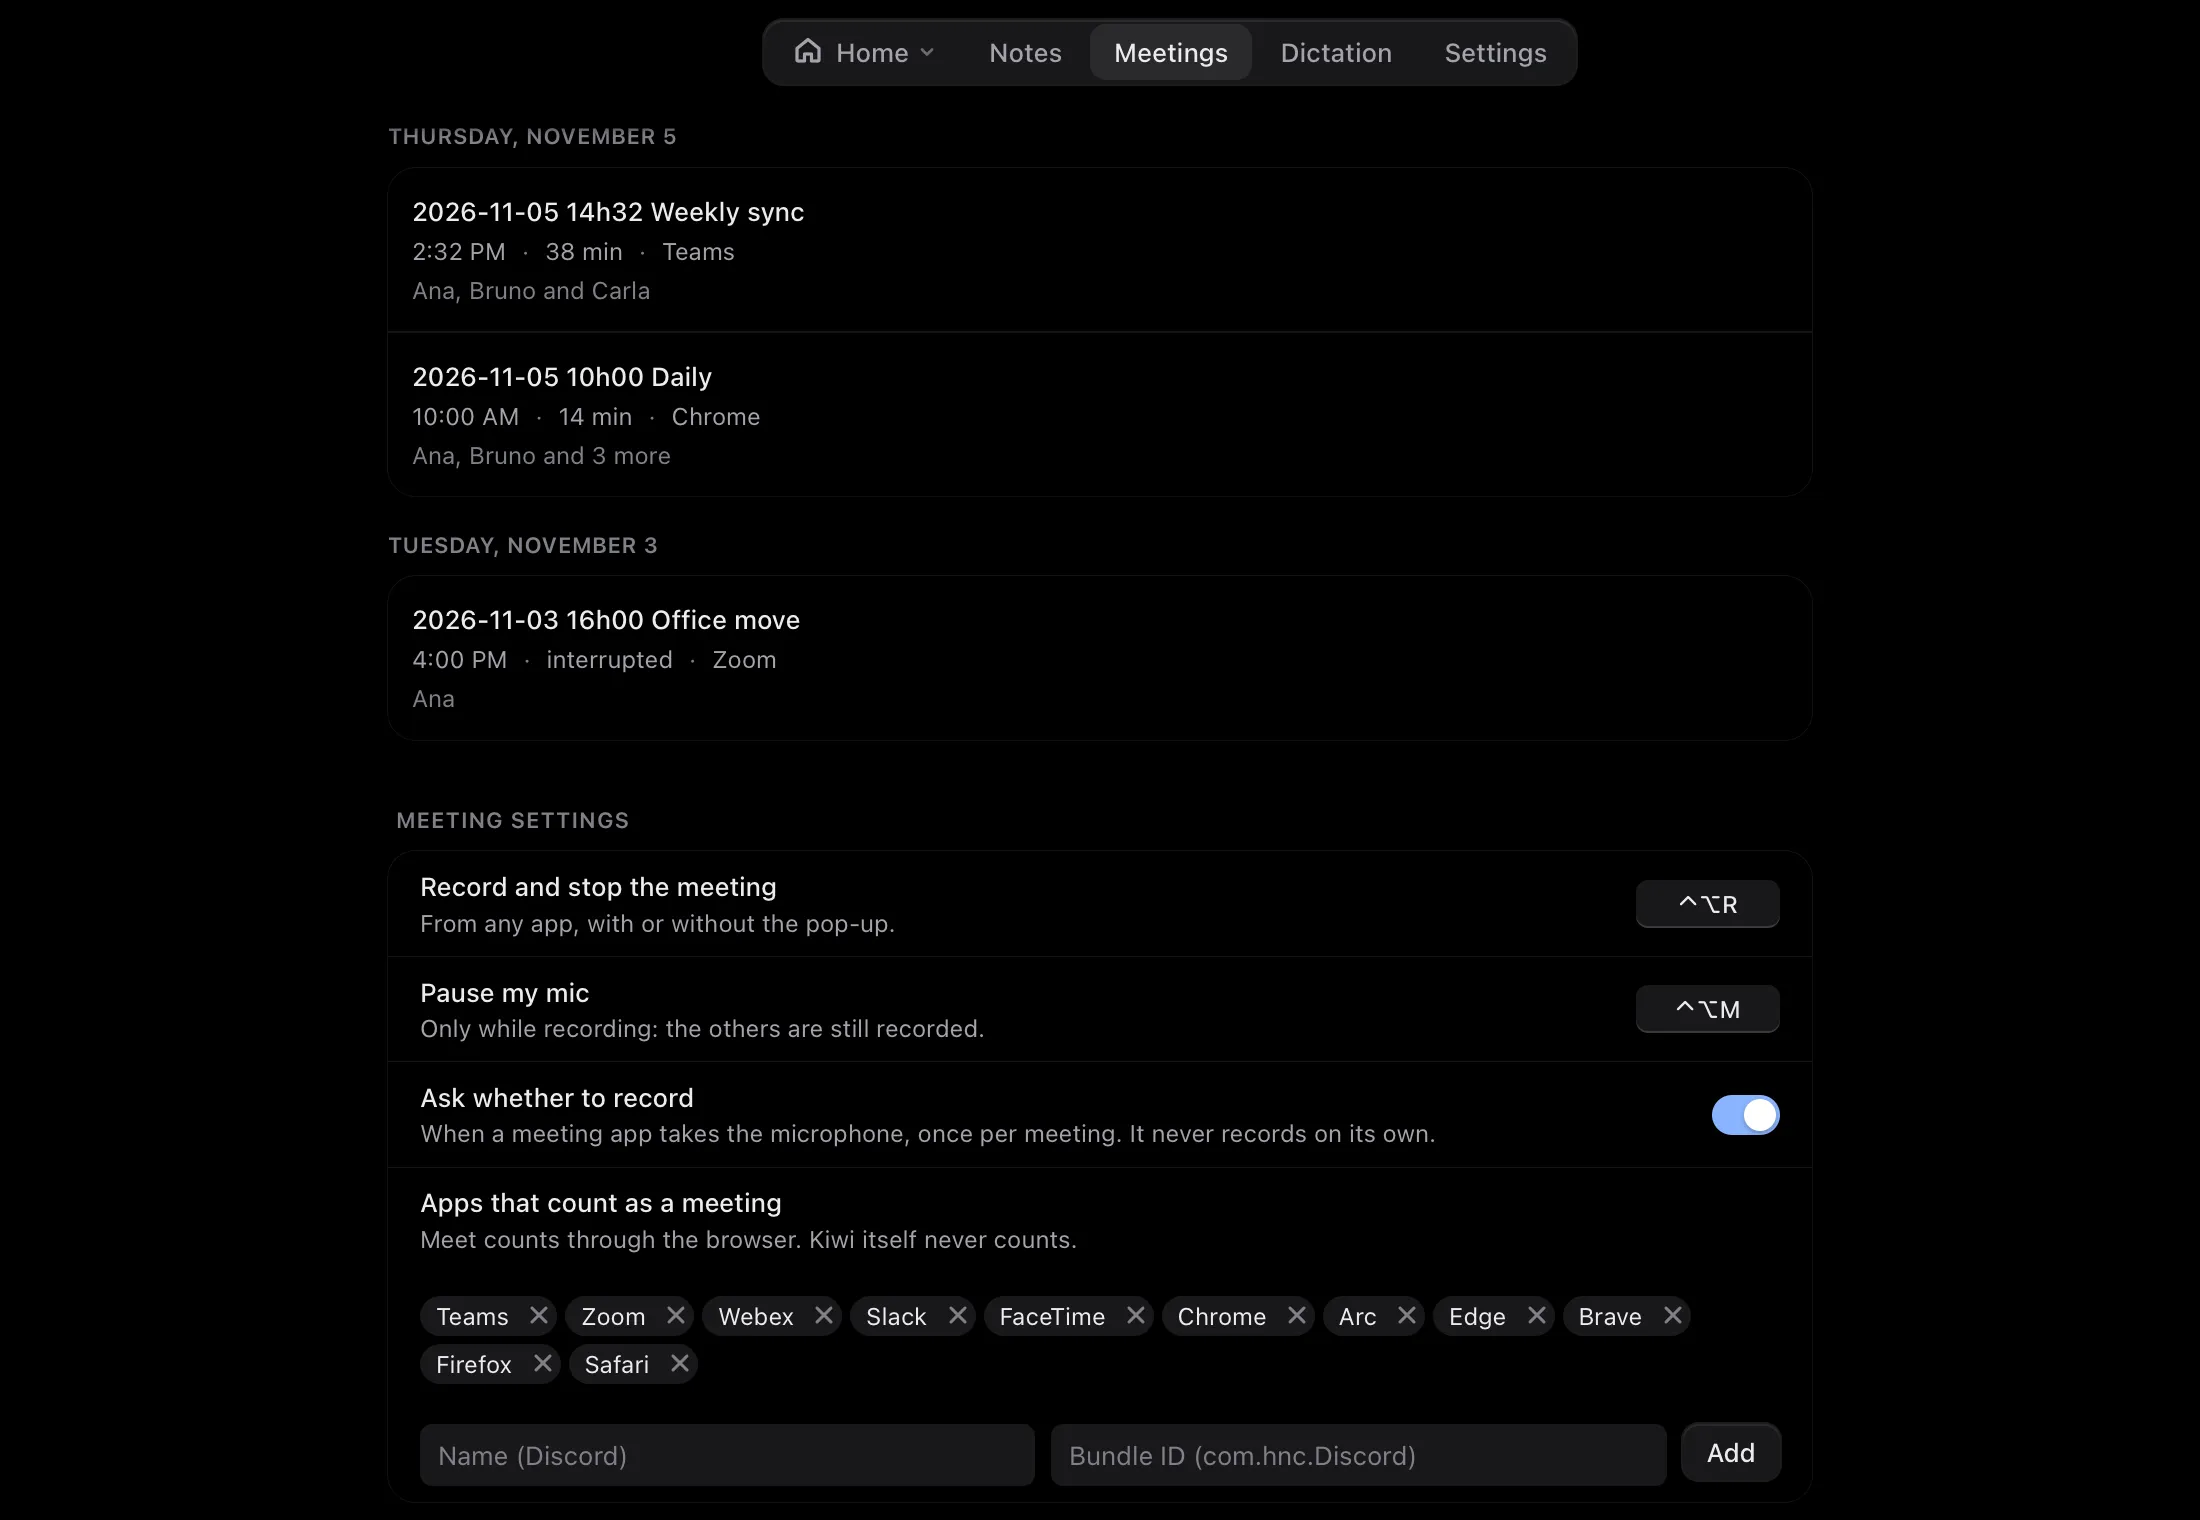 Home Notes Meetings Dictation Settings
THURSDAY, NOVEMBER 5
2026-11-05 14h32 Weekly sync
2:32 PM · 38 min · Teams
Ana, Bruno and Carla
2026-11-05 10h00 Daily
10:00 AM · 14 min · Chrome
Ana, Bruno and 3 more
TUESDAY, NOVEMBER 3
2026-11-03 16h00 Office move
4:00 PM · interrupted · Zoom
Ana
MEETING SETTINGS
Record and stop the meeting
From any app, with or without the pop-up.
^⌥R
Pause my mic
Only while recording: the others are still recorded.
^⌥M
Ask whether to record
When a meeting app takes the microphone, once per meeting. It never records on its own.
Apps that count as a meeting
Meet counts through the browser. Kiwi itself never counts.
Teams Zoom Webex Slack FaceTime Chrome Arc Edge Brave
Firefox Safari
Name (Discord) Bundle ID (com.hnc.Discord) Add